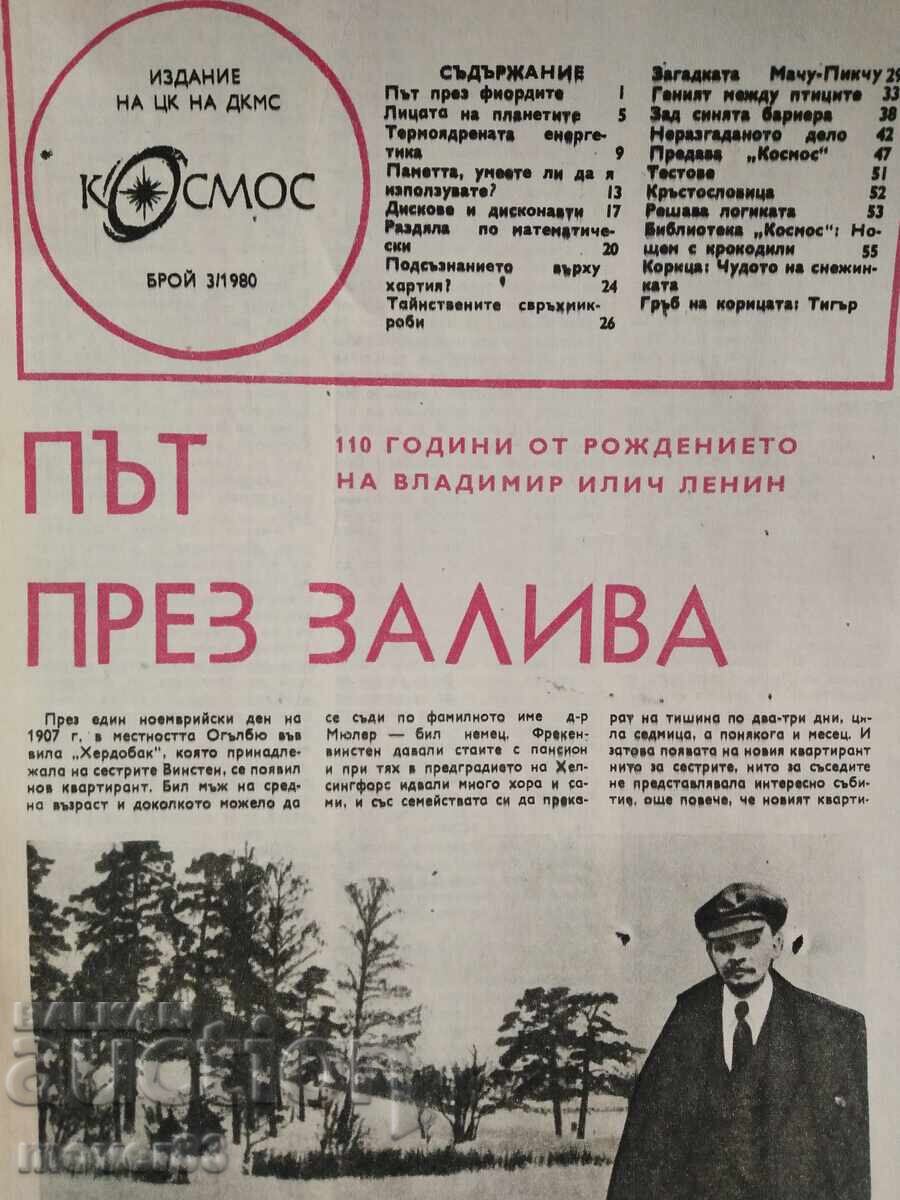 ИЗДАНИЕ
НА ЦК НА ДКМС
КОСМОС
БРОЙ 3/1980
СЪДЪРЖАНИЕ
Път през фиордите 1
Лицата на планетите 5
Термоядрената енерге-
тика 9
Паметта, умеете ли да я
използувате? 13
Дискове и дисконавти 17
Раздяла по математиче-
ски 20
Подсъзнанието върху
хартия? 24
Тайнствените свръхмик-
роби 26
Загадката Мачу-Пикчу 29
Геният между птиците 33
Зад синята бариера 38
Неразгаданото дело 42
Предава „Космос“ 47
Тестове 51
Кръстословица 52
Решава логиката 53
Библиотека „Космос“: Но-
щем с крокодили 55
Корица: Чудото на снежин-
ката
Гръб на корицата: Тигър
ПЪТ
ПРЕЗ ЗАЛИВА
110 ГОДИНИ ОТ РОЖДЕНИЕТО
НА ВЛАДИМИР ИЛИЧ ЛЕНИН
През един ноемврийски ден на
1907 г. в местността Огълбю във
вила „Хердобак“, която принадле-
жала на сестрите Винстен, се появил
нов квартирант. Бил мъж на сред-
на възраст и доколкото можело да
се съди по фамилното име д-р
Мюлер — бил немец. Фрекен-
винстен давали стаите с пансион
и при тях в предградието на Хел-
сингфорс идвали много хора и са-
ми, и със семействата си да прека-
рат на тишина по два-три дни, ця-
ла седмица, а понякога и месец. И
затова появата на новия квартирант
нито за сестрите, нито за съседите
не представлявала интересно съби-
тие, още повече, че новият кварти-
БАЛКАН
auction